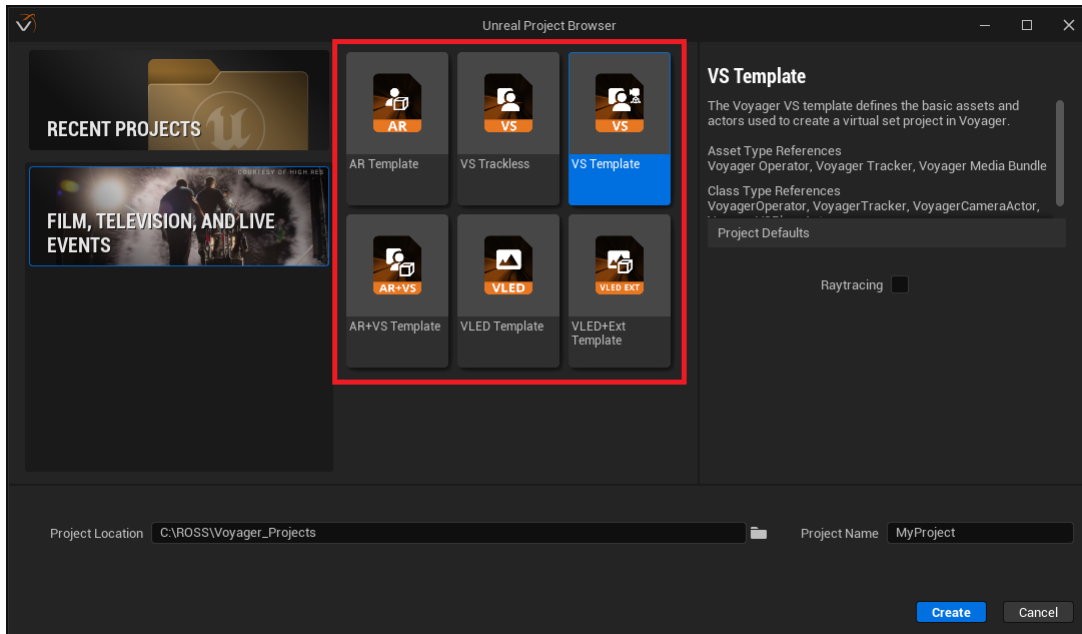 Unreal Project Browser
RECENT PROJECTS
COURTESY OF HIGH RES
FILM, TELEVISION, AND LIVE
EVENTS
AR
AR Template
VS
VS Trackless
VS
VS Template
AR+VS
AR+VS Template
VLED
VLED Template
VLED EXT
VLED+Ext
Template
VS Template
The Voyager VS template defines the basic assets and
actors used to create a virtual set project in Voyager.
Asset Type References
Voyager Operator, Voyager Tracker, Voyager Media Bundle
Class Type References
VoyagerOperator, VoyagerTracker, VoyagerCameraActor,
Project Defaults
Raytracing
Project Location
C:\ROSS\Voyager_Projects
Project Name
MyProject
Create
Cancel